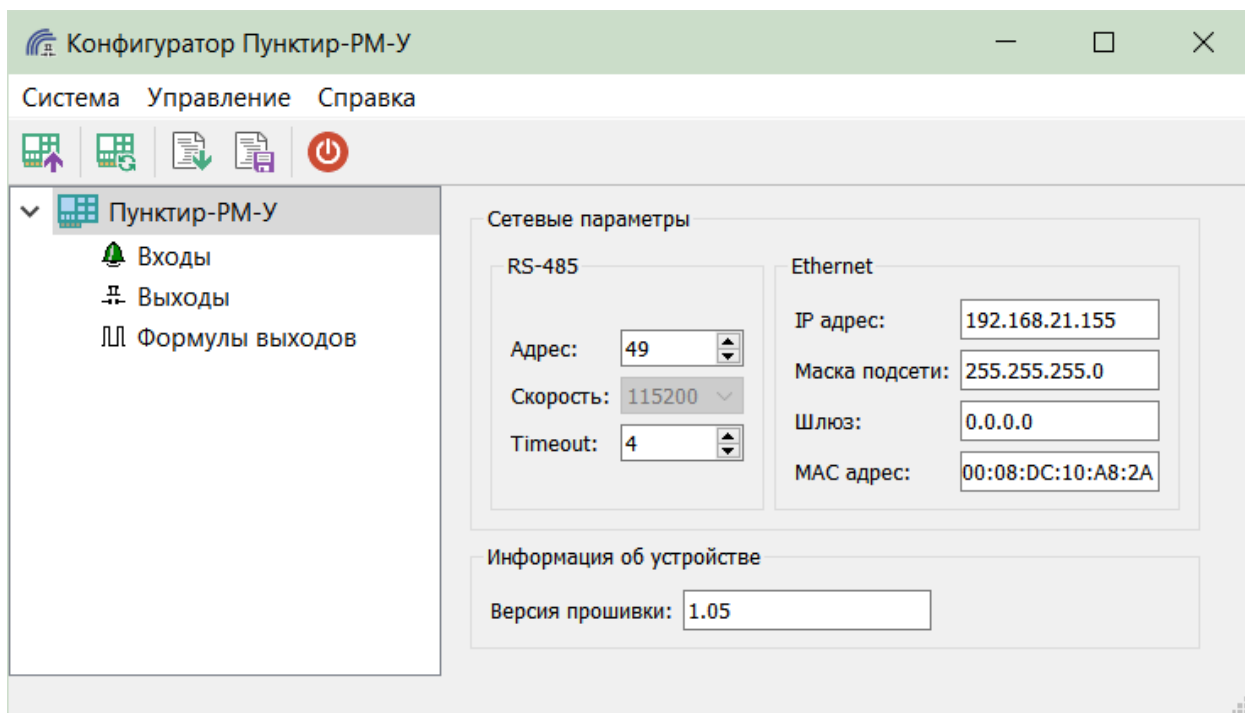 Конфигуратор Пунктир-РМ-У
Система Управление Справка
Пунктир-РМ-У
Входы
Выходы
Формулы выходов
Сетевые параметры
RS-485
Адрес: 49
Скорость: 115200
Timeout: 4
Ethernet
IP адрес: 192.168.21.155
Маска подсети: 255.255.255.0
Шлюз: 0.0.0.0
MAC адрес: 00:08:DC:10:A8:2A
Информация об устройстве
Версия прошивки: 1.05